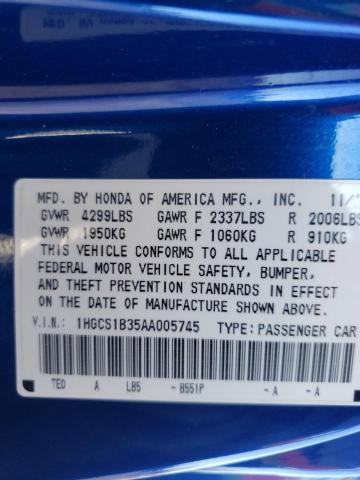 MFD. BY HONDA OF AMERICA MFG., INC. 11/
GVWR 4299LBS GAWR F 2337LBS R 2006LBS
GVWR 1950KG GAWR F 1060KG R 910KG
THIS VEHICLE CONFORMS TO ALL APPLICABLE
FEDERAL MOTOR VEHICLE SAFETY, BUMPER,
AND THEFT PREVENTION STANDARDS IN EFFECT
ON THE DATE OF MANUFACTURE SHOWN ABOVE.
V.I.N.: 1HGCS1B35AA005745 TYPE: PASSENGER CAR
TEO A LB5 - B551P - A - A